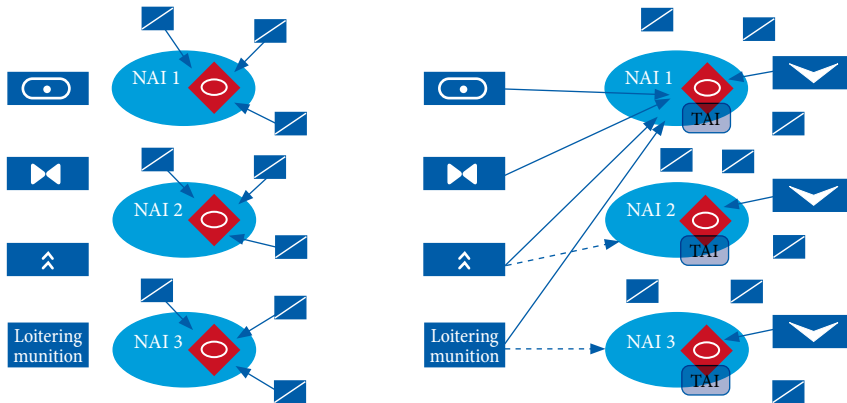 NAI 1
NAI 2
NAI 3
Loitering
munition
NAI 1
TAI
NAI 2
TAI
Loitering
munition
NAI 3
TAI